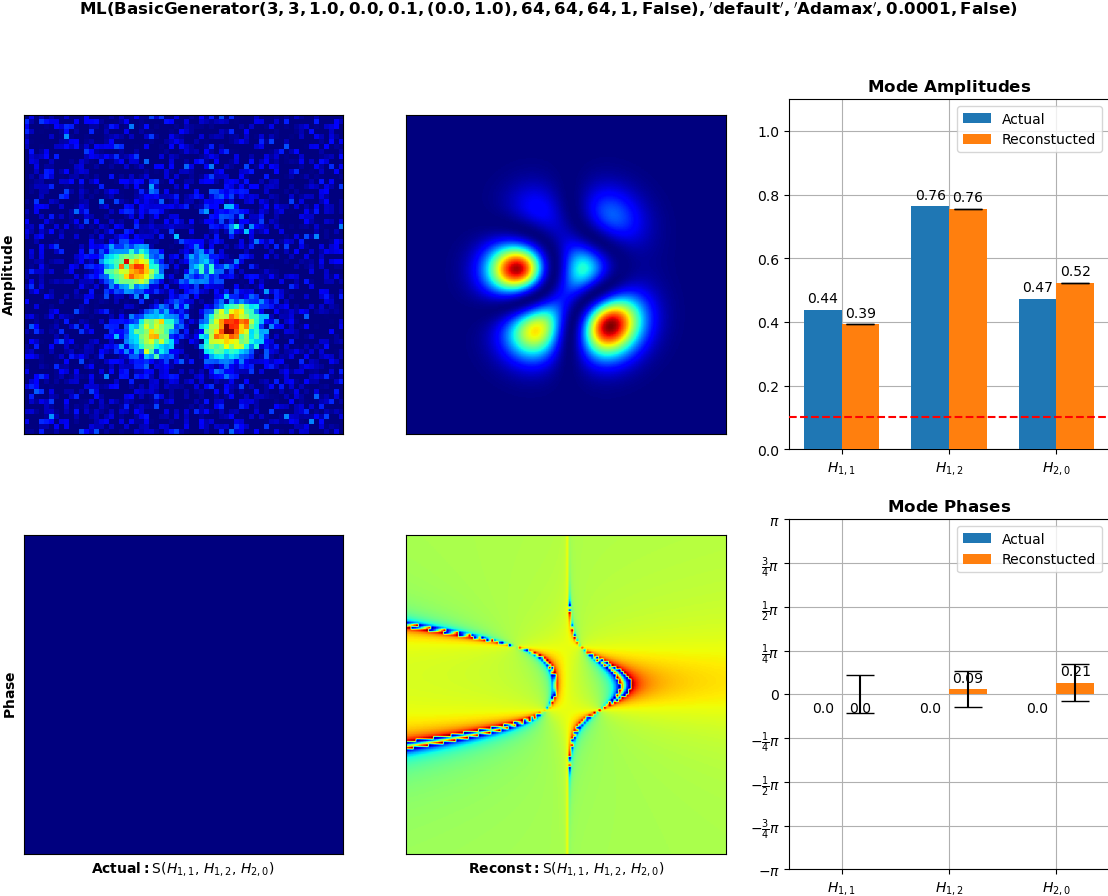 ML(BasicGenerator(3, 3, 1.0, 0.0, 0.1, (0.0, 1.0), 64, 64, 64, 1, False), 'default', 'Adamax', 0.0001, False)
Amplitude
Mode Amplitudes
Actual
Reconstucted
1.0
0.8
0.6
0.4
0.2
0.0
0.44
0.39
0.76
0.76
0.47
0.52
H1,1
H1,2
H2,0
Phase
Actual: S(H1,1, H1,2, H2,0)
Reconst: S(H1,1, H1,2, H2,0)
Mode Phases
Actual
Reconstucted
π
3/4π
1/2π
1/4π
0
−1/4π
−1/2π
−3/4π
−π
0.0
0.0
0.0
0.09
0.0
0.21
H1,1
H1,2
H2,0